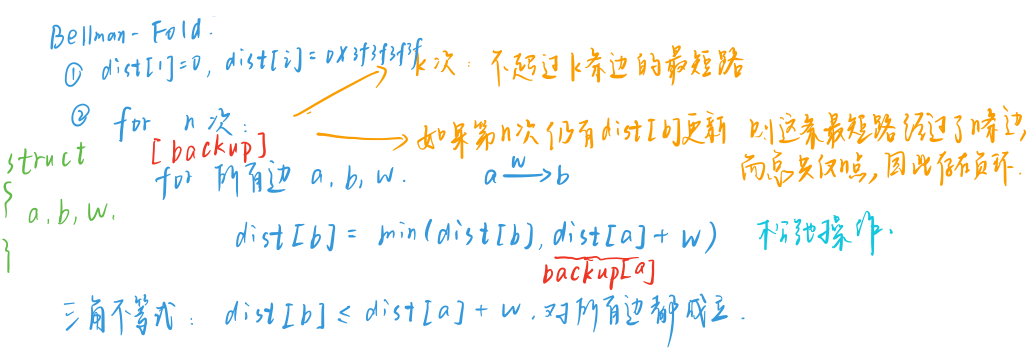 Bellman-Fold:
① dist[1]=0, dist[i]=0x3f3f3f3f
k次: 不超过k条边的最短路
② for n次:
如果第n次仍有dist[b]更新 则这条最短路经过了n条边,
而总共仅n点,因此存在负环.
[backup]
struct
{
a,b,w.
}
for 所有边 a,b,w.
a w→ b
dist[b] = min(dist[b], dist[a]+w) 松弛操作.
backup[a]
三角不等式: dist[b] ≤ dist[a]+w.对所有边都成立.